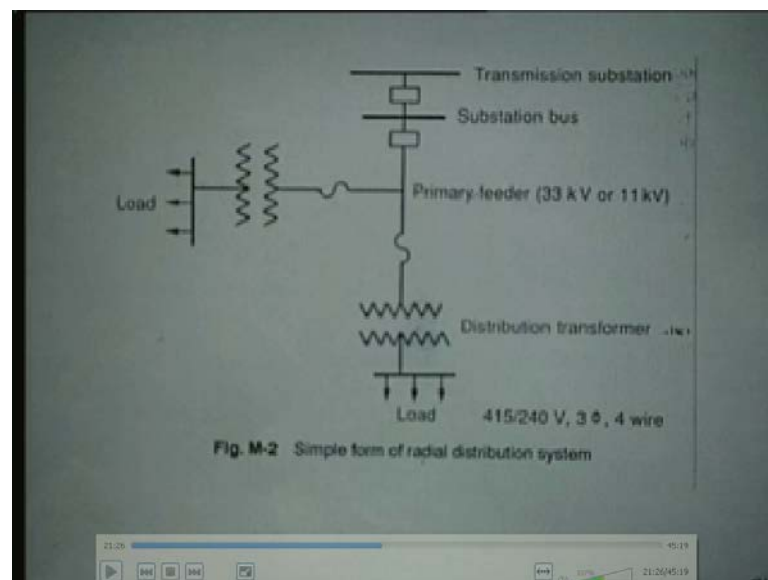 Transmission substation
Substation bus
Load
Primary feeder (33 kV or 11 kV)
Distribution transformer
Load
415/240 V, 3 ϕ, 4 wire
Fig. M-2 Simple form of radial distribution system
21:26
45:19
21:26/45:19